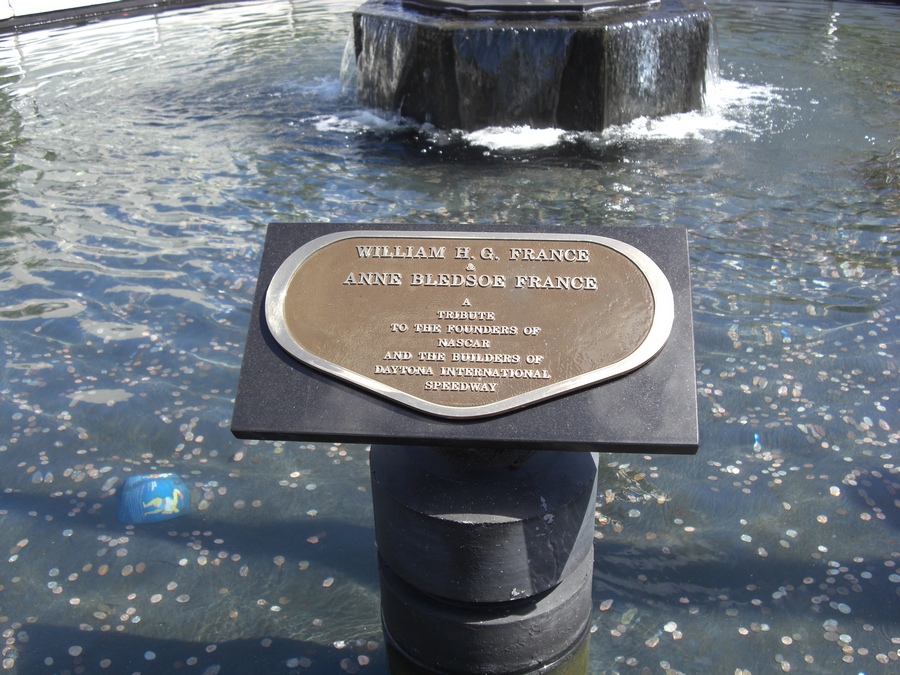 WILLIAM H. G. FRANCE
&
ANNE BLEDSOE FRANCE
A
TRIBUTE
TO THE FOUNDERS OF
NASCAR
AND THE BUILDERS OF
DAYTONA INTERNATIONAL
SPEEDWAY